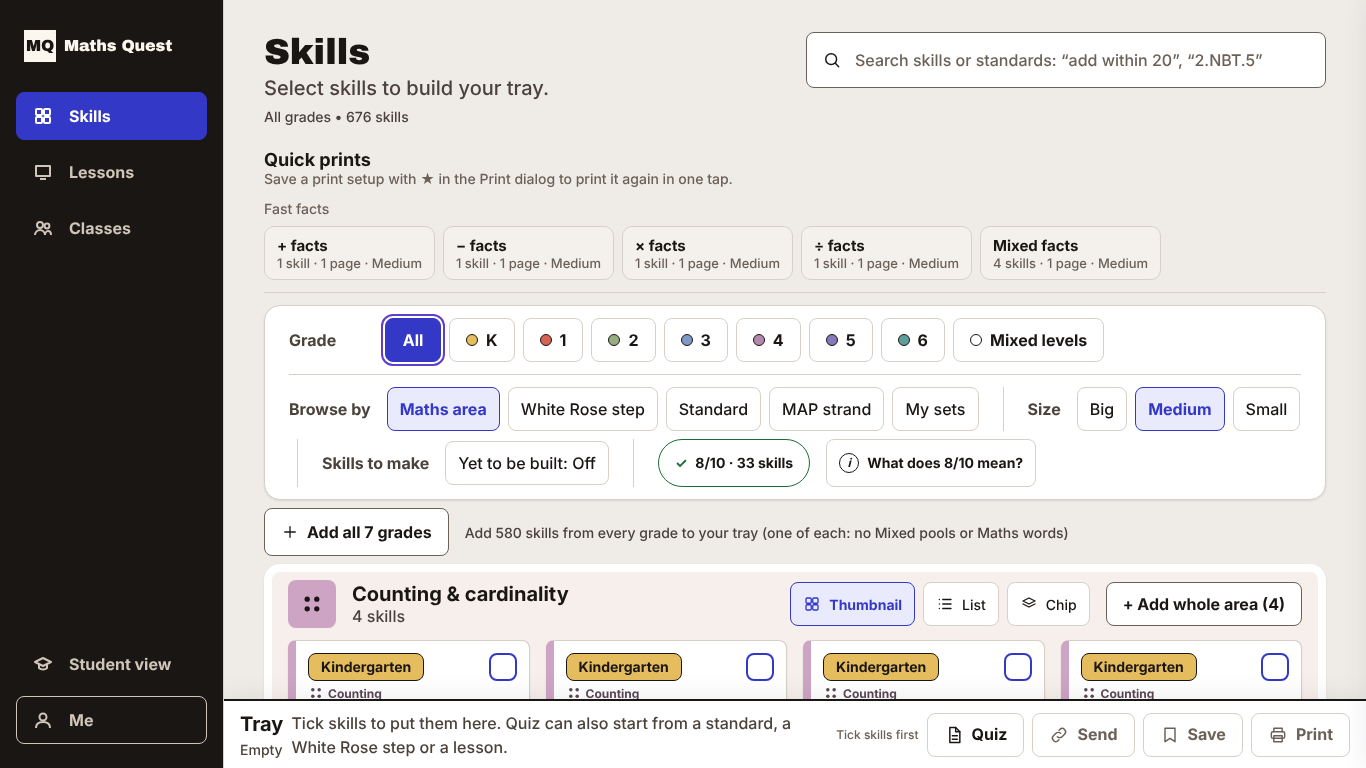 MQ Maths Quest
Skills
Lessons
Classes
Student view
Me
Skills
Select skills to build your tray.
All grades • 676 skills
Search skills or standards: “add within 20”, “2.NBT.5”
Quick prints
Save a print setup with ★ in the Print dialog to print it again in one tap.
Fast facts
+ facts
1 skill · 1 page · Medium
− facts
1 skill · 1 page · Medium
× facts
1 skill · 1 page · Medium
÷ facts
1 skill · 1 page · Medium
Mixed facts
4 skills · 1 page · Medium
Grade All K 1 2 3 4 5 6 Mixed levels
Browse by Maths area White Rose step Standard MAP strand My sets Size Big Medium Small
Skills to make Yet to be built: Off ✓ 8/10 · 33 skills i What does 8/10 mean?
+ Add all 7 grades Add 580 skills from every grade to your tray (one of each: no Mixed pools or Maths words)
Counting & cardinality
4 skills
Thumbnail List Chip + Add whole area (4)
Kindergarten Kindergarten Kindergarten Kindergarten
Counting Counting Counting Counting
Tray
Empty
Tick skills to put them here. Quiz can also start from a standard, a
White Rose step or a lesson.
Tick skills first Quiz Send Save Print